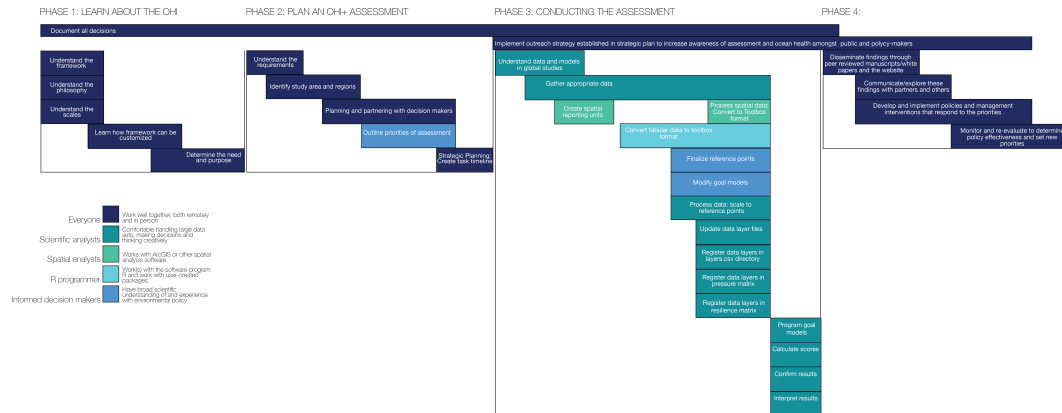 PHASE 1: LEARN ABOUT THE OHI
PHASE 2: PLAN AN OHI+ ASSESSMENT
PHASE 3: CONDUCTING THE ASSESSMENT
PHASE 4:
Document all decisions
Implement outreach strategy established in strategic plan to increase awareness of assessment and ocean health amongst public and polycy-makers
Understand the
framework
Understand the
philosophy
Understand the
scales
Learn how framework can be
customized
Determine the need
and purpose
Understand the
requirements
Identify study area and regions
Planning and partnering with decision makers
Outline priorities of assessment
Strategic Planning:
Create task timeline
Understand data and models
in global studies
Gather appropriate data
Create spatial
reporting units
Process spatial data:
Convert to Toolbox
format
Convert tabular data to toolbox
format
Finalize reference points
Modify goal models
Process data: scale to
reference points
Update data layer files
Register data layers in
layers.csv directory
Register data layers in
pressure matrix
Register data layers in
resilience matrix
Program goal
models
Calculate scores
Confirm results
Interpret results
Disseminate findings through
peer reviewed manuscripts/white
papers and the website
Communicate/explore these
findings with partners and others
Develop and implement policies and management
interventions that respond to the priorities
Monitor and re-evaluate to determine
policy effectiveness and set new
priorities
Everyone
Work well together, both remotely
and in person
Scientific analysts
Comfortable handling large data
sets, making decisions and
thinking creatively
Spatial analysts
Works with ArcGIS or other spatial
analysis software
R programmer
Work(s) with the software program
R and work with user-created
packages
Informed decision makers
Have broad scientific
understanding of and experience
with environmental policy